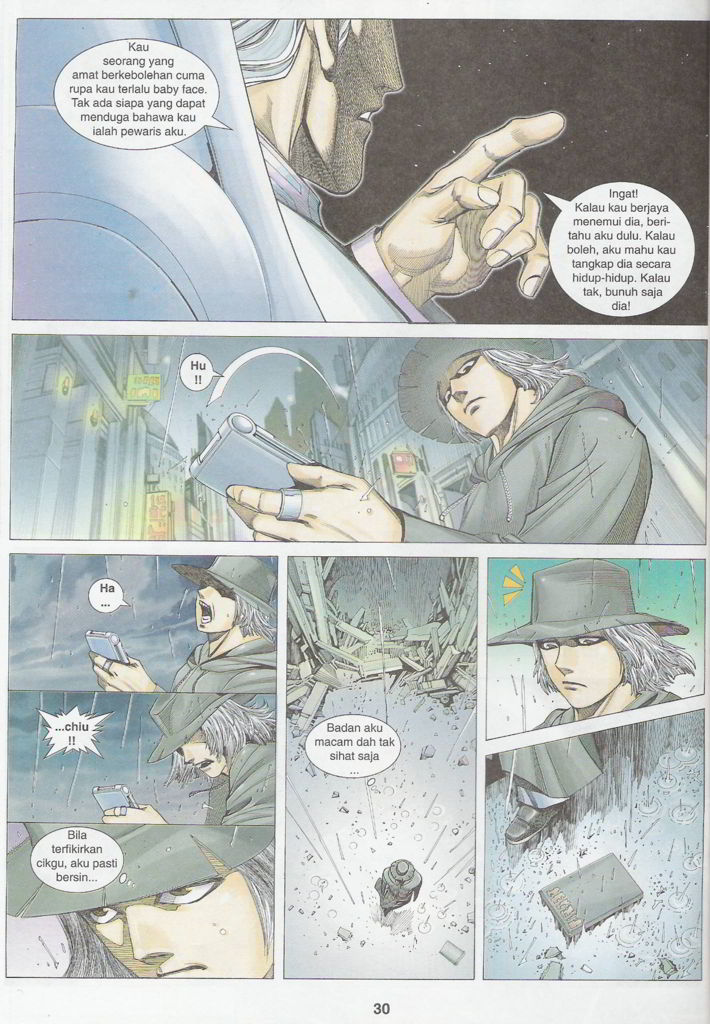 Kau
seorang yang
amat berkebolehan cuma
rupa kau terlalu baby face.
Tak ada siapa yang dapat
menduga bahawa kau
ialah pewaris aku.
Ingat!
Kalau kau berjaya
menemui dia, beri-
tahu aku dulu. Kalau
boleh, aku mahu kau
tangkap dia secara
hidup-hidup. Kalau
tak, bunuh saja
dia!
Hu
!!
Ha
...
...chiu
!!
Bila
terfikirkan
cikgu, aku pasti
bersin...
Badan aku
macam dah tak
sihat saja
...
30